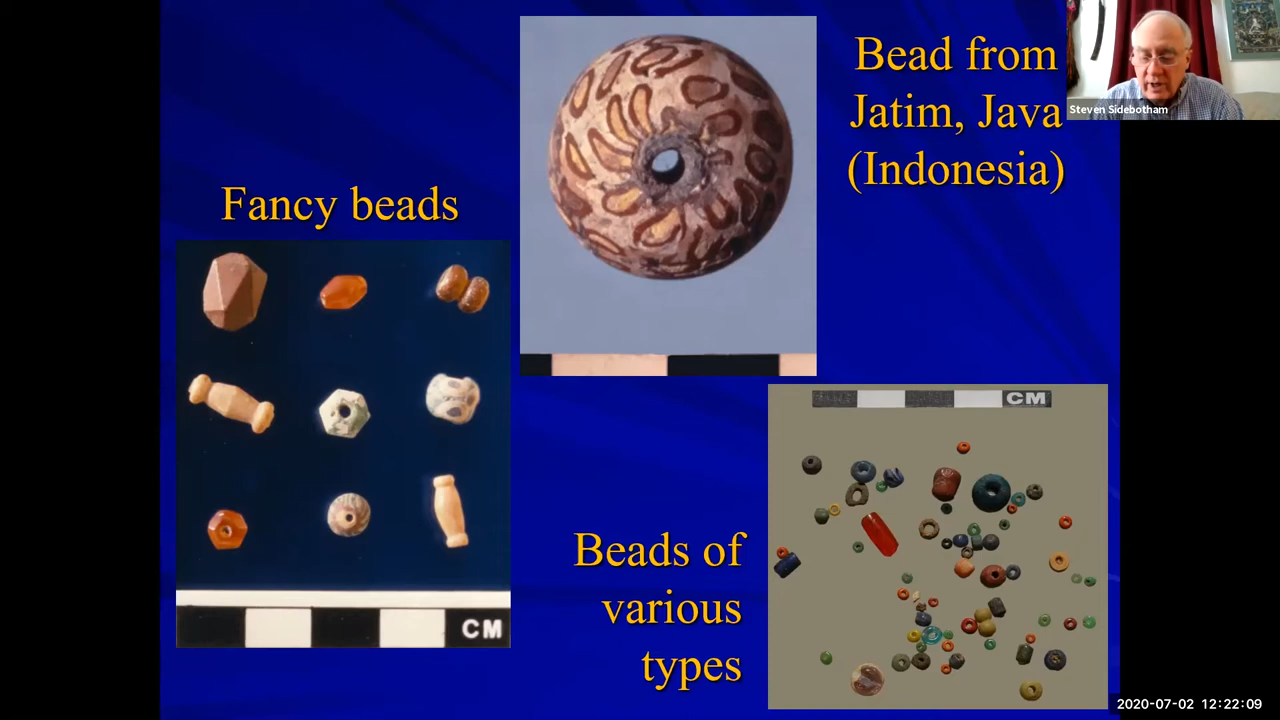 Bead from
Jatim, Java
(Indonesia)
Steven Sidebotham
Fancy beads
CM
CM
Beads of
various
types
2020-07-02 12:22:09